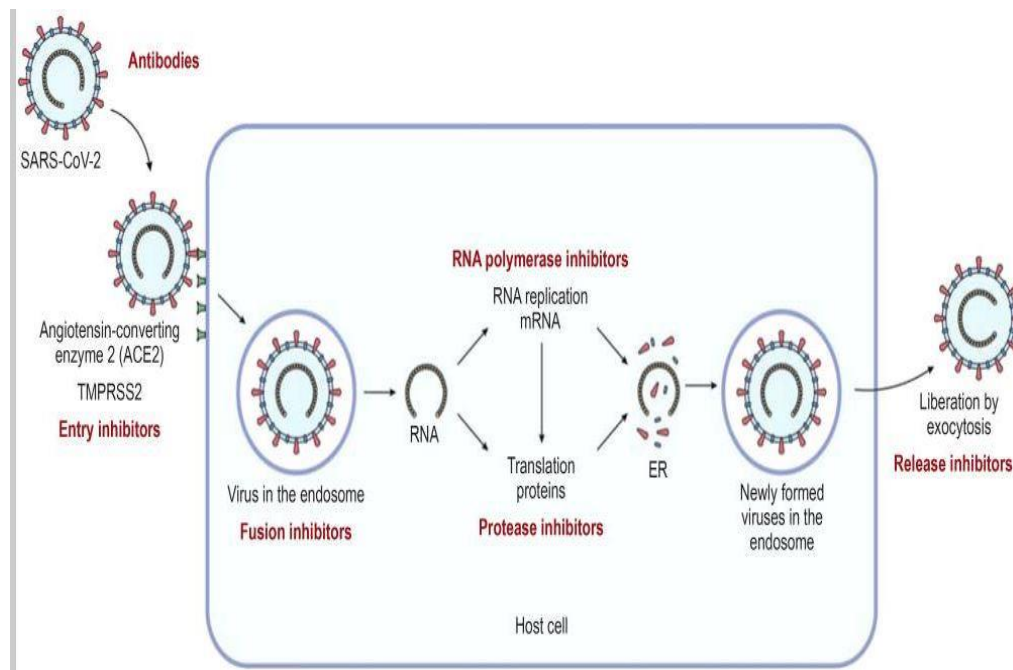 Antibodies
SARS-CoV-2
Angiotensin-converting
enzyme 2 (ACE2)
TMPRSS2
Entry inhibitors
Virus in the endosome
Fusion inhibitors
RNA
RNA polymerase inhibitors
RNA replication
mRNA
Translation
proteins
Protease inhibitors
ER
Newly formed
viruses in the
endosome
Liberation by
exocytosis
Release inhibitors
Host cell